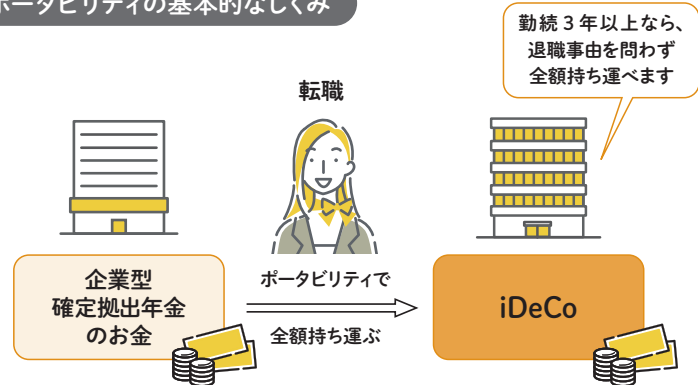 ポータビリティの基本的なしくみ
勤続3年以上なら、
退職事由を問わず
全額持ち運べます
転職
企業型
確定拠出年金
のお金
ポータビリティで
全額持ち運ぶ
iDeCo